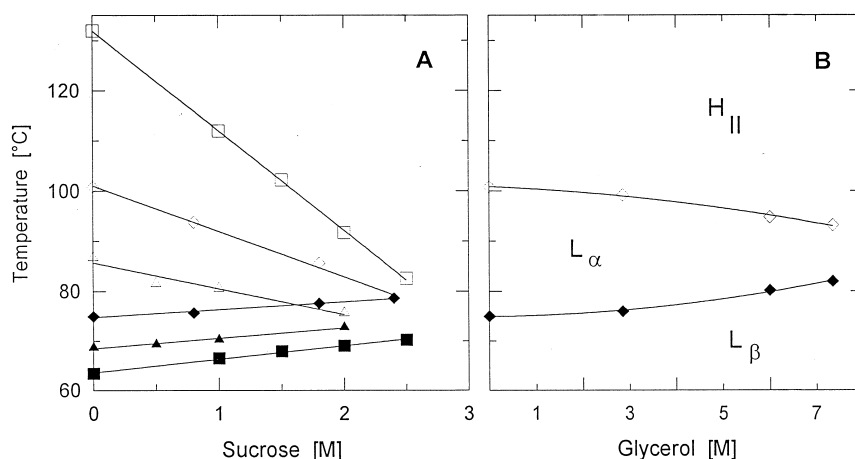 A
B
120
100
80
60
Temperature [°C]
0
1
2
3
Sucrose [M]
H II
L α
L β
1
3
5
7
Glycerol [M]